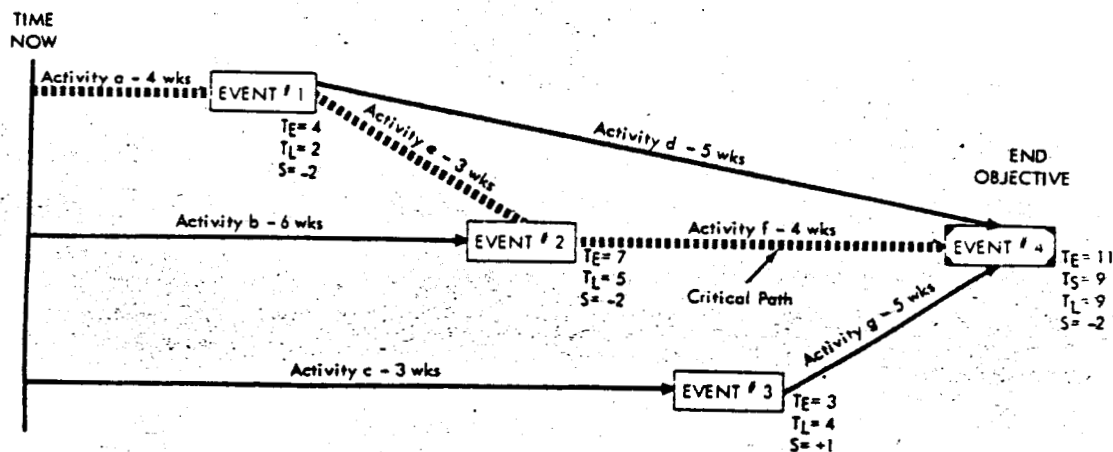 TIME
NOW
Activity a - 4 wks
EVENT # 1
TE= 4
TL= 2
S= -2
Activity e - 3 wks
Activity d - 5 wks
END
OBJECTIVE
Activity b - 6 wks
EVENT # 2
TE= 7
TL= 5
S= -2
Activity f - 4 wks
Critical Path
EVENT # 4
TE= 11
TS= 9
TL= 9
S= -2
Activity g - 5 wks
Activity c - 3 wks
EVENT # 3
TE= 3
TL= 4
S= +1